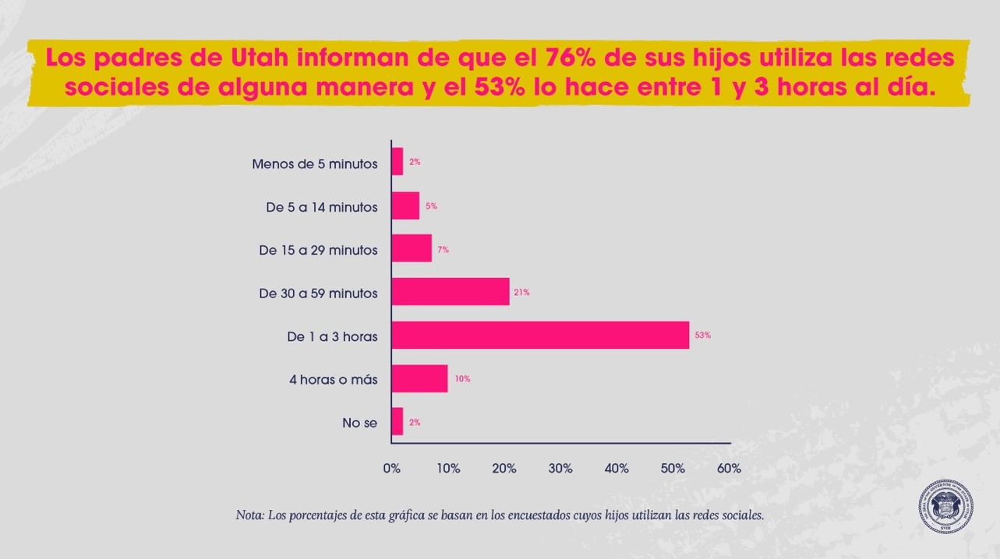 Los padres de Utah informan de que el 76% de sus hijos utiliza las redes
sociales de alguna manera y el 53% lo hace entre 1 y 3 horas al día.
Menos de 5 minutos 2%
De 5 a 14 minutos 5%
De 15 a 29 minutos 7%
De 30 a 59 minutos 21%
De 1 a 3 horas 53%
4 horas o más 10%
No se 2%
0% 10% 20% 30% 40% 50% 60%
Nota: Los porcentajes de esta gráfica se basan en los encuestados cuyos hijos utilizan las redes sociales.
XVIII